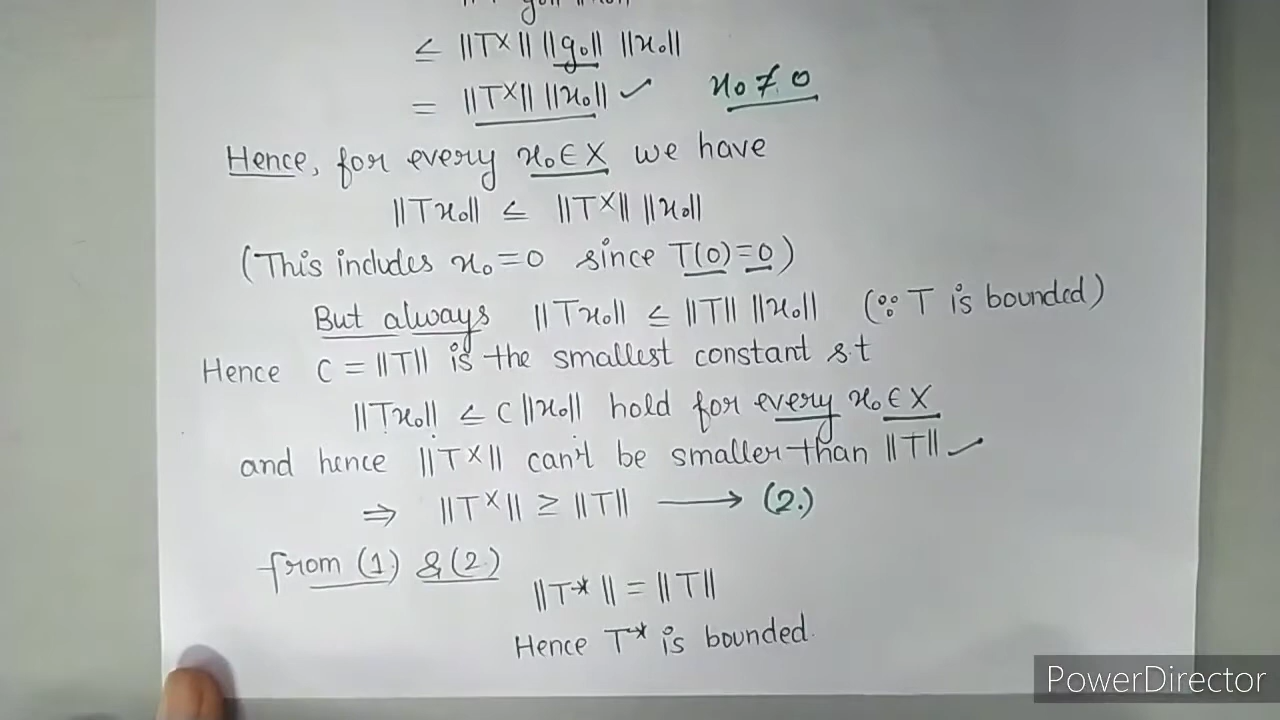 ≤ ||T^x|| ||g₀|| ||x₀||
= ||T^x|| ||x₀|| ✓ x₀ ≠ 0
Hence, for every x₀ ∈ X we have
||Tx₀|| ≤ ||T^x|| ||x₀||
(This includes x₀ = 0 since T(0) = 0)
But always ||Tx₀|| ≤ ||T|| ||x₀|| (∵ T is bounded)
Hence C = ||T|| is the smallest constant s.t
||Tx₀|| ≤ C ||x₀|| hold for every x₀ ∈ X
and hence ||T^x|| can't be smaller than ||T|| ✓
⇒ ||T^x|| ≥ ||T|| ⟶ (2.)
from (1) & (2.)
||T*|| = ||T||
Hence T* is bounded.
PowerDirector